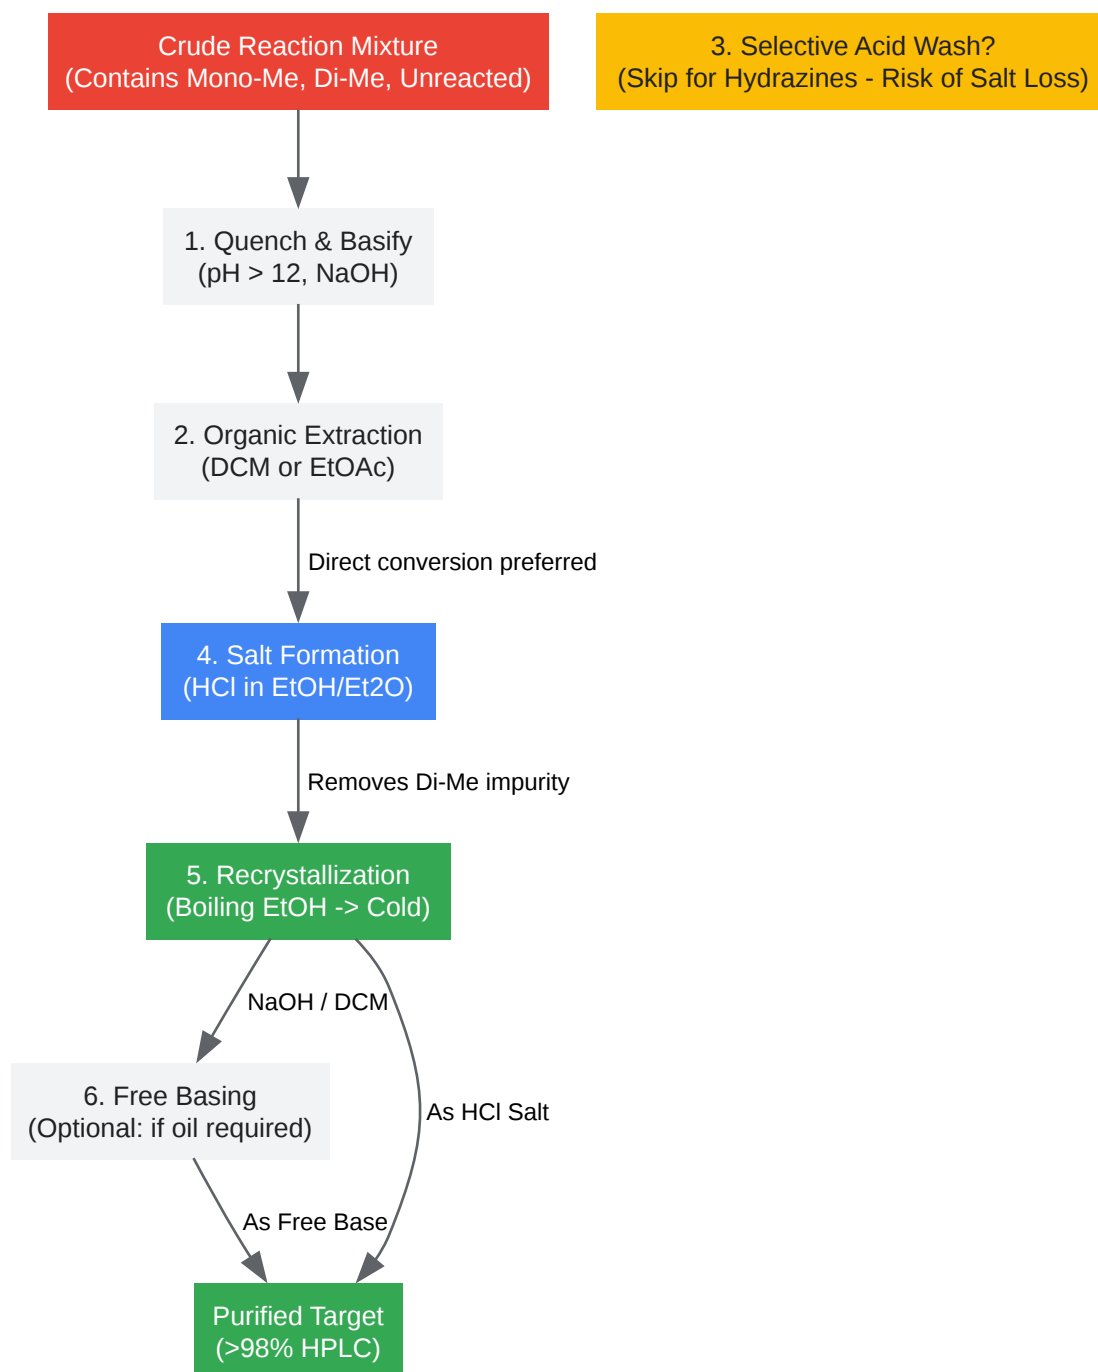 Crude Reaction Mixture
(Contains Mono-Me, Di-Me, Unreacted)
3. Selective Acid Wash?
(Skip for Hydrazines - Risk of Salt Loss)
1. Quench & Basify
(pH > 12, NaOH)
2. Organic Extraction
(DCM or EtOAc)
Direct conversion preferred
4. Salt Formation
(HCl in EtOH/Et2O)
Removes Di-Me impurity
5. Recrystallization
(Boiling EtOH -> Cold)
NaOH / DCM
6. Free Basing
(Optional: if oil required)
As HCl Salt
As Free Base
Purified Target
(>98% HPLC)